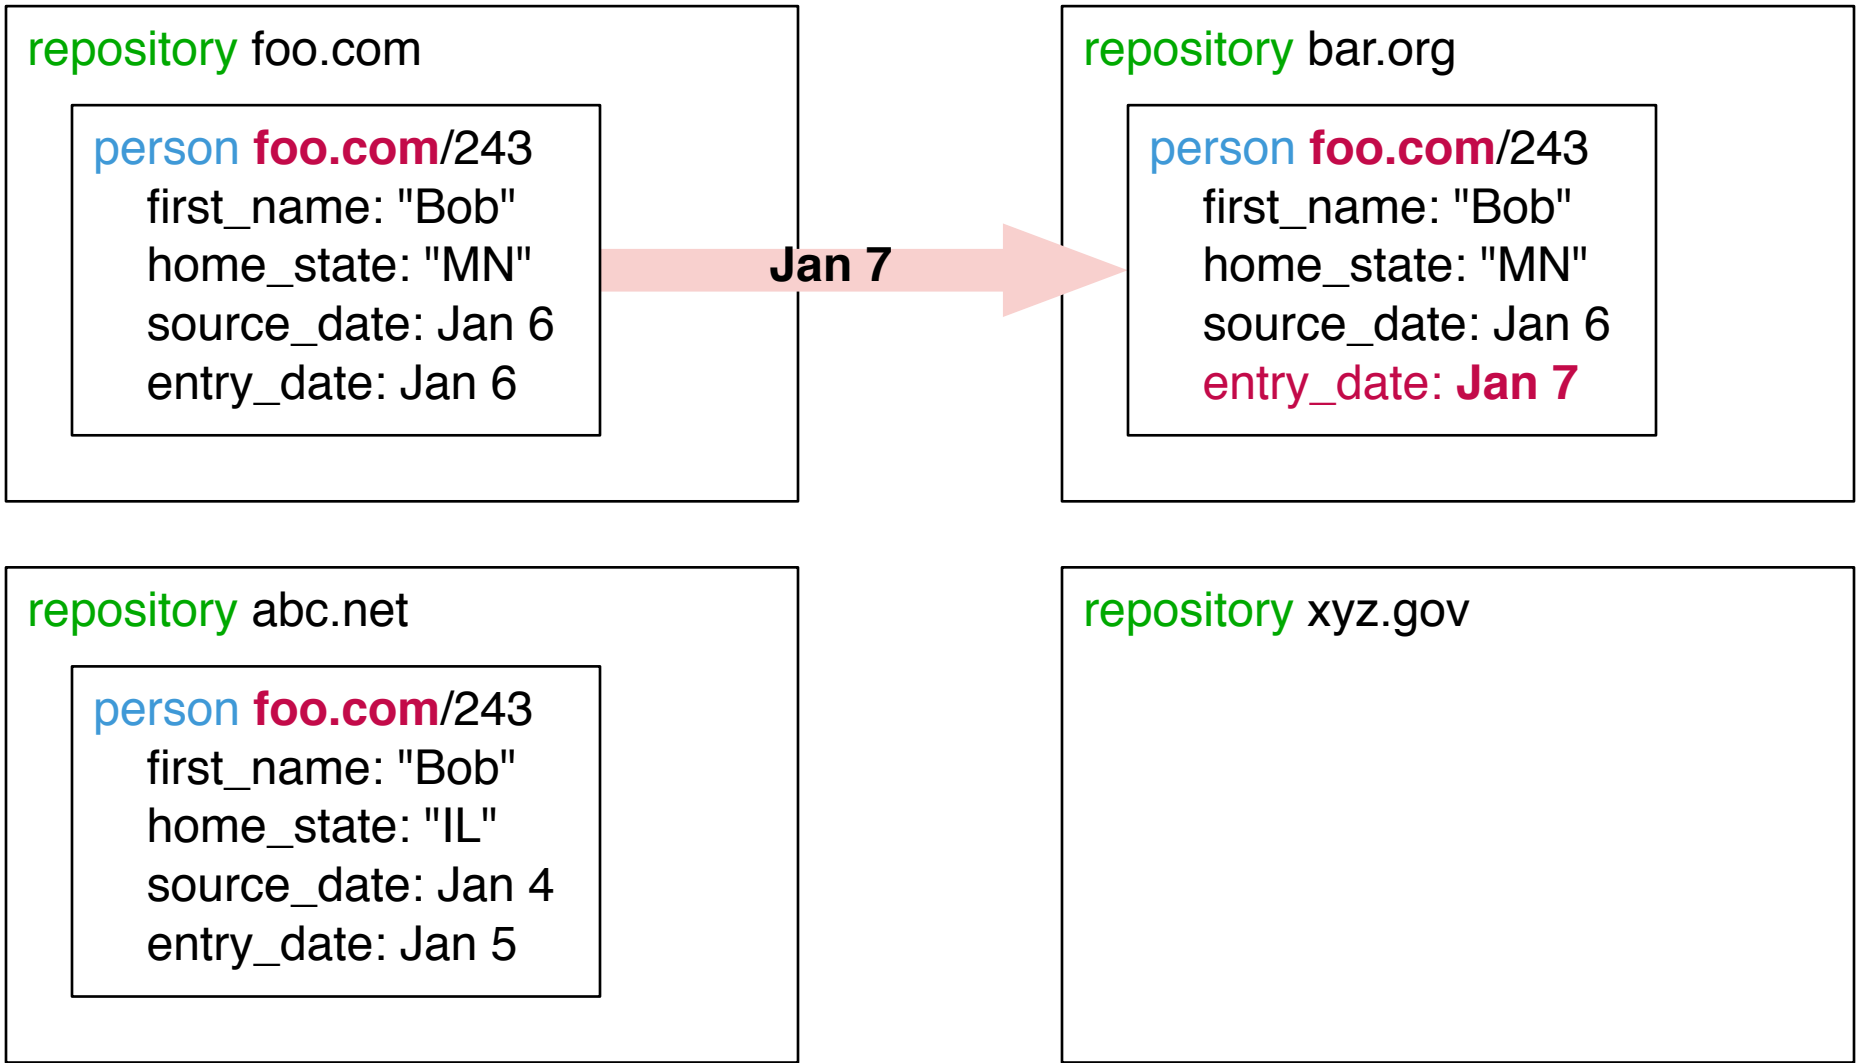 repository foo.com
person foo.com/243
first_name: "Bob"
home_state: "MN"
source_date: Jan 6
entry_date: Jan 6
Jan 7
repository bar.org
person foo.com/243
first_name: "Bob"
home_state: "MN"
source_date: Jan 6
entry_date: Jan 7
repository abc.net
person foo.com/243
first_name: "Bob"
home_state: "IL"
source_date: Jan 4
entry_date: Jan 5
repository xyz.gov